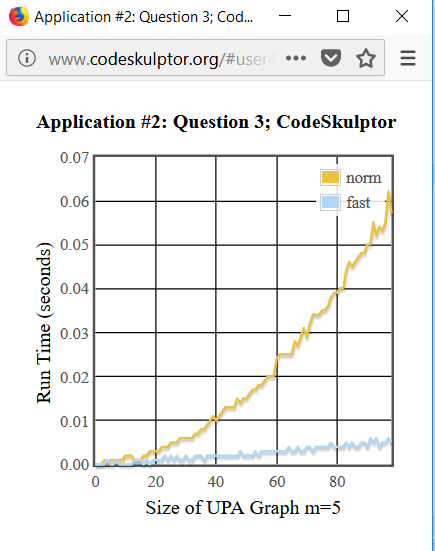 Application #2: Question 3; Cod...
www.codeskulptor.org/#user4
Application #2: Question 3; CodeSkulptor
0.07
0.06
0.05
0.04
0.03
0.02
0.01
0.00
Run Time (seconds)
norm
fast
0
20
40
60
80
Size of UPA Graph m=5